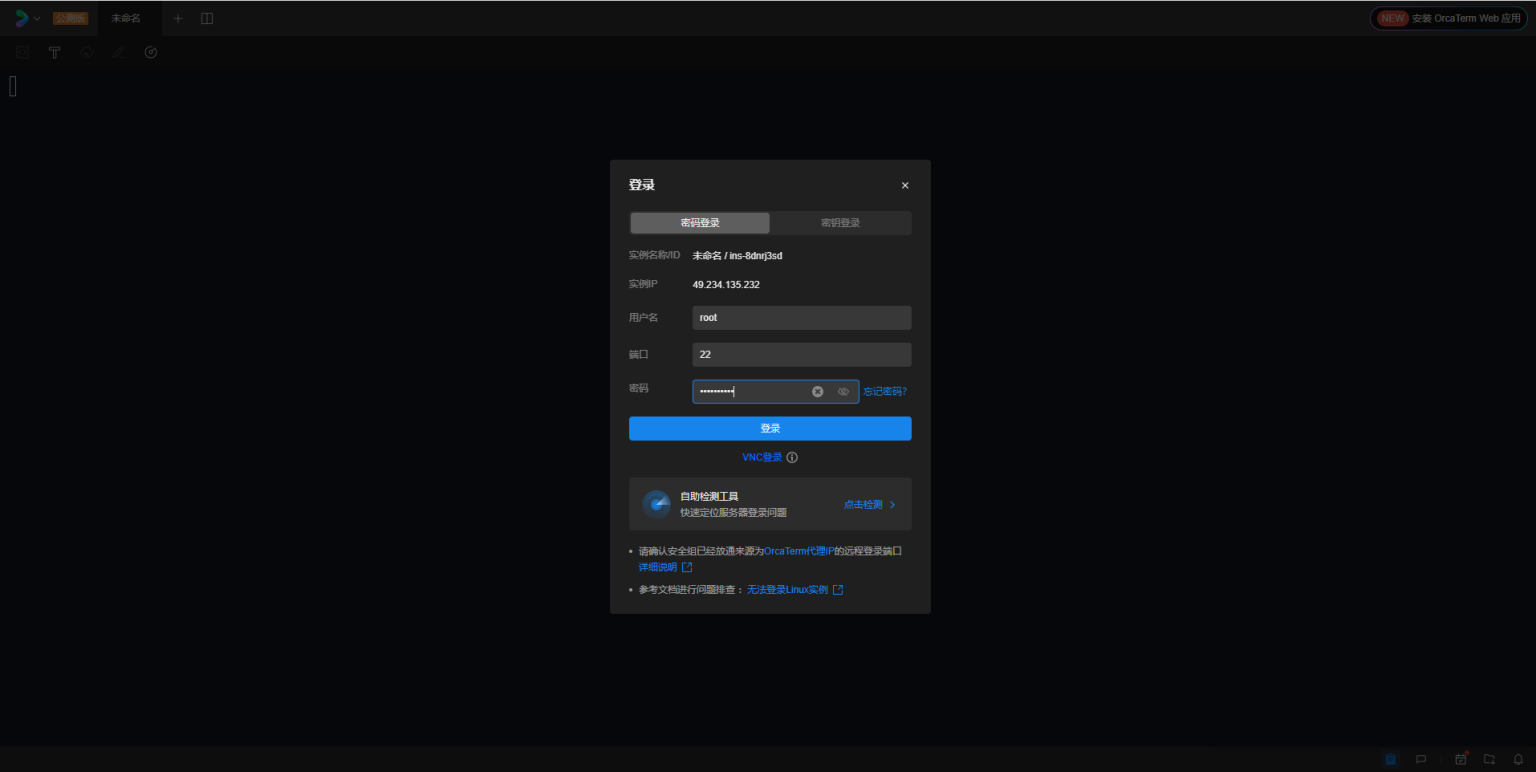 公测版
未命名
NEW 安装 OrcaTerm Web 应用
登录
密码登录 密钥登录
实例名称/ID 未命名 / ins-8dnrj3sd
实例IP 49.234.135.232
用户名 root
端口 22
密码 •••••••••• 忘记密码?
登录
VNC登录
自助检测工具
快速定位服务器登录问题
点击检测
• 请确认安全组已经放通来源为OrcaTerm代理IP的远程登录端口
详细说明
• 参考文档进行问题排查： 无法登录Linux实例